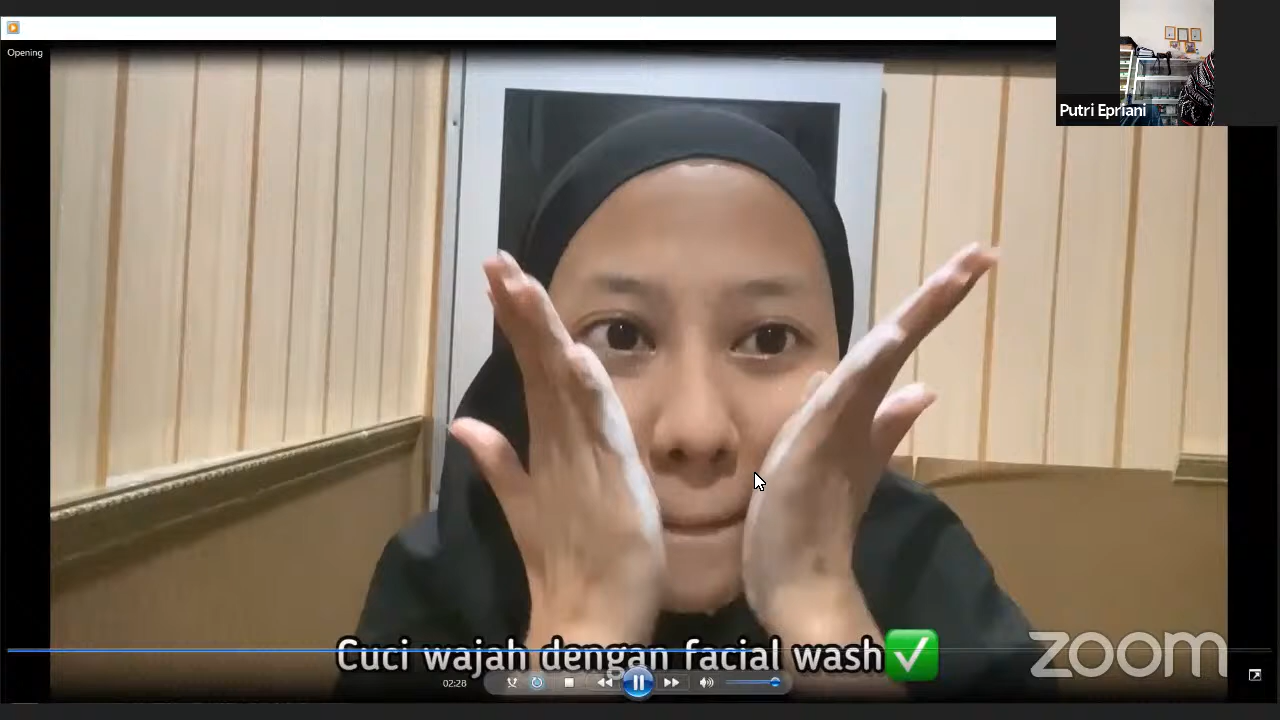 Opening
Putri Epriani
Cuci wajah dengan facial wash✅
zoom
02:28